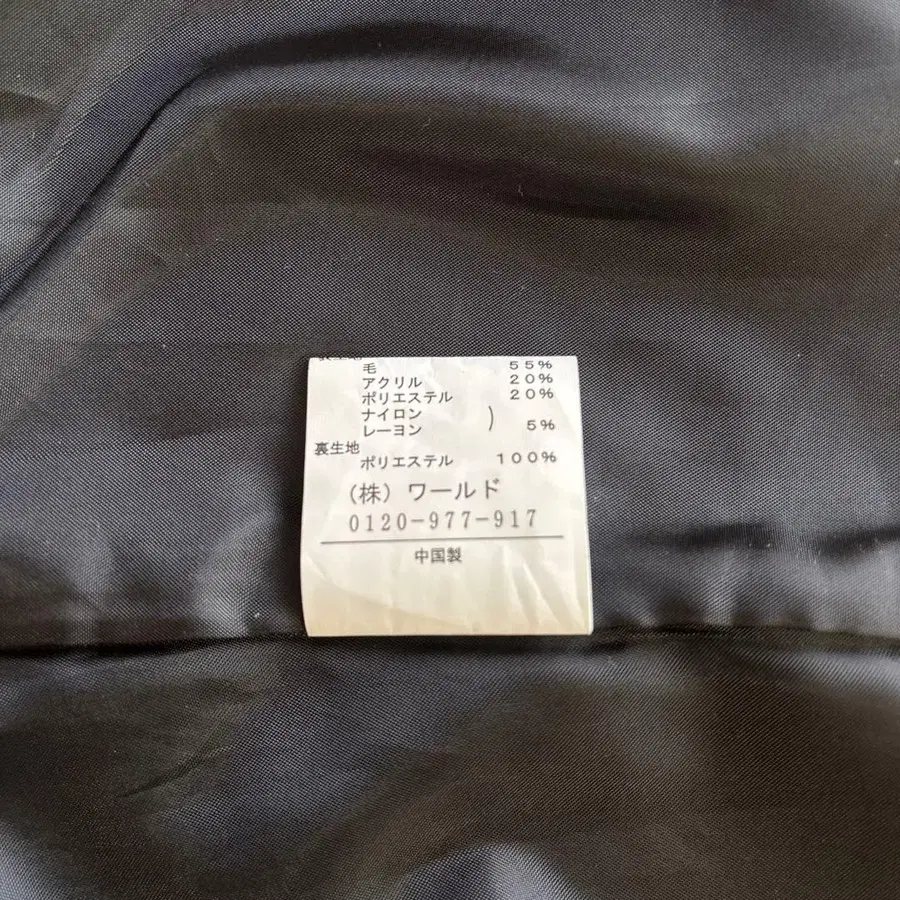 毛 55%
アクリル 20%
ポリエステル 20%
ナイロン
レーヨン ) 5%
裏生地
ポリエステル 100%
(株)ワールド
0120-977-917
中国製